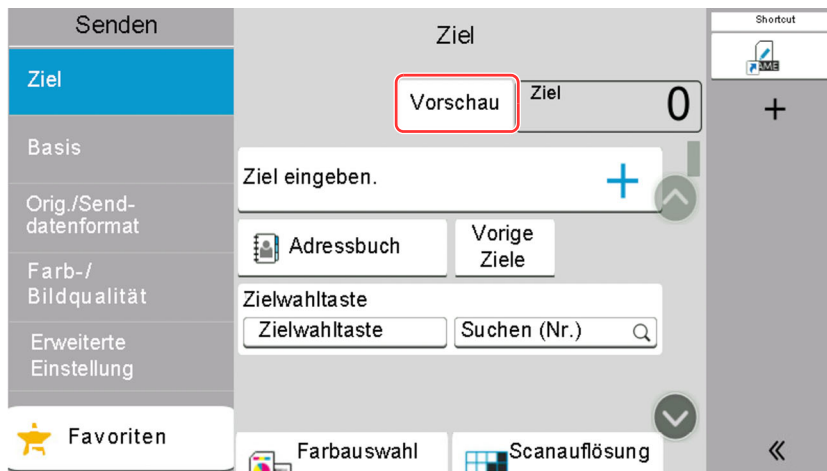 Senden
Ziel
Basis
Orig./Send-
datenformat
Farb-/
Bildqualität
Erweiterte
Einstellung
Favoriten
Ziel
Vorschau
Ziel
0
Ziel eingeben.
Adressbuch
Vorige
Ziele
Zielwahltaste
Zielwahltaste
Suchen (Nr.)
Farbauswahl
Scanauflösung
Shortcut
AME